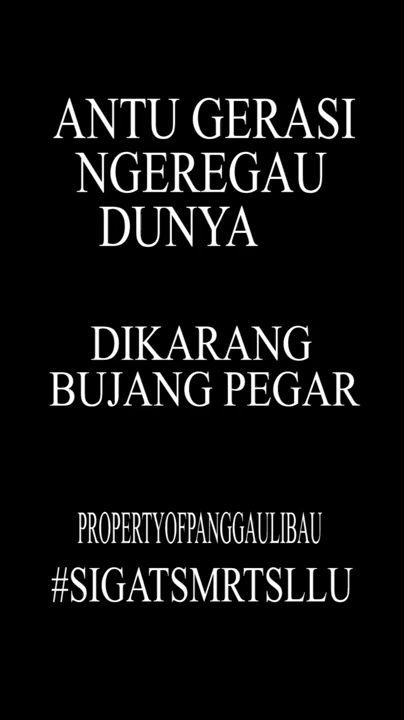 ANTU GERASI
NGEREGAU
DUNYA
DIKARANG
BUJANG PEGAR
PROPERTYOFPANGGAULIBAU
#SIGATSMRTSLLU